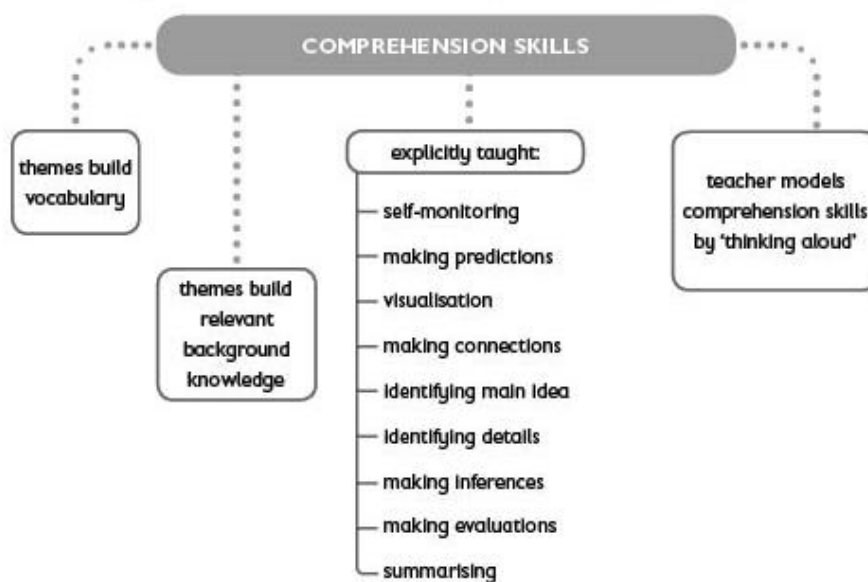 COMPREHENSION SKILLS
themes build
vocabulary
themes build
relevant
background
knowledge
explicitly taught:
self-monitoring
making predictions
visualisation
making connections
identifying main idea
identifying details
making inferences
making evaluations
summarising
teacher models
comprehension skills
by ‘thinking aloud’